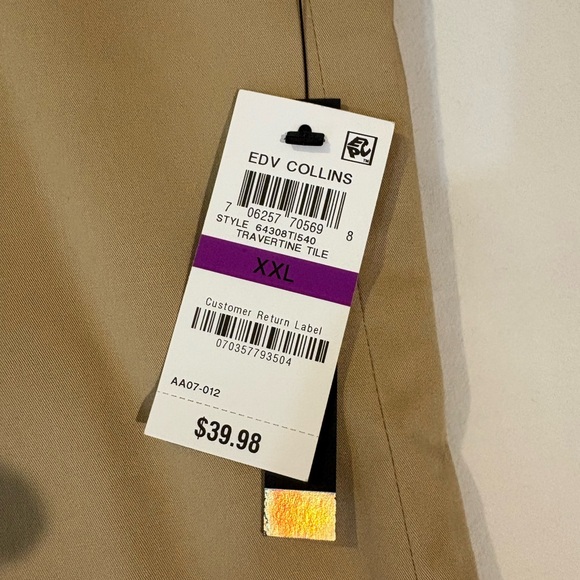 EDV COLLINS
7 06257 70569 8
STYLE 64308TI540
TRAVERTINE TILE
XXL
Customer Return Label
070357793504
AA07-012
$39.98